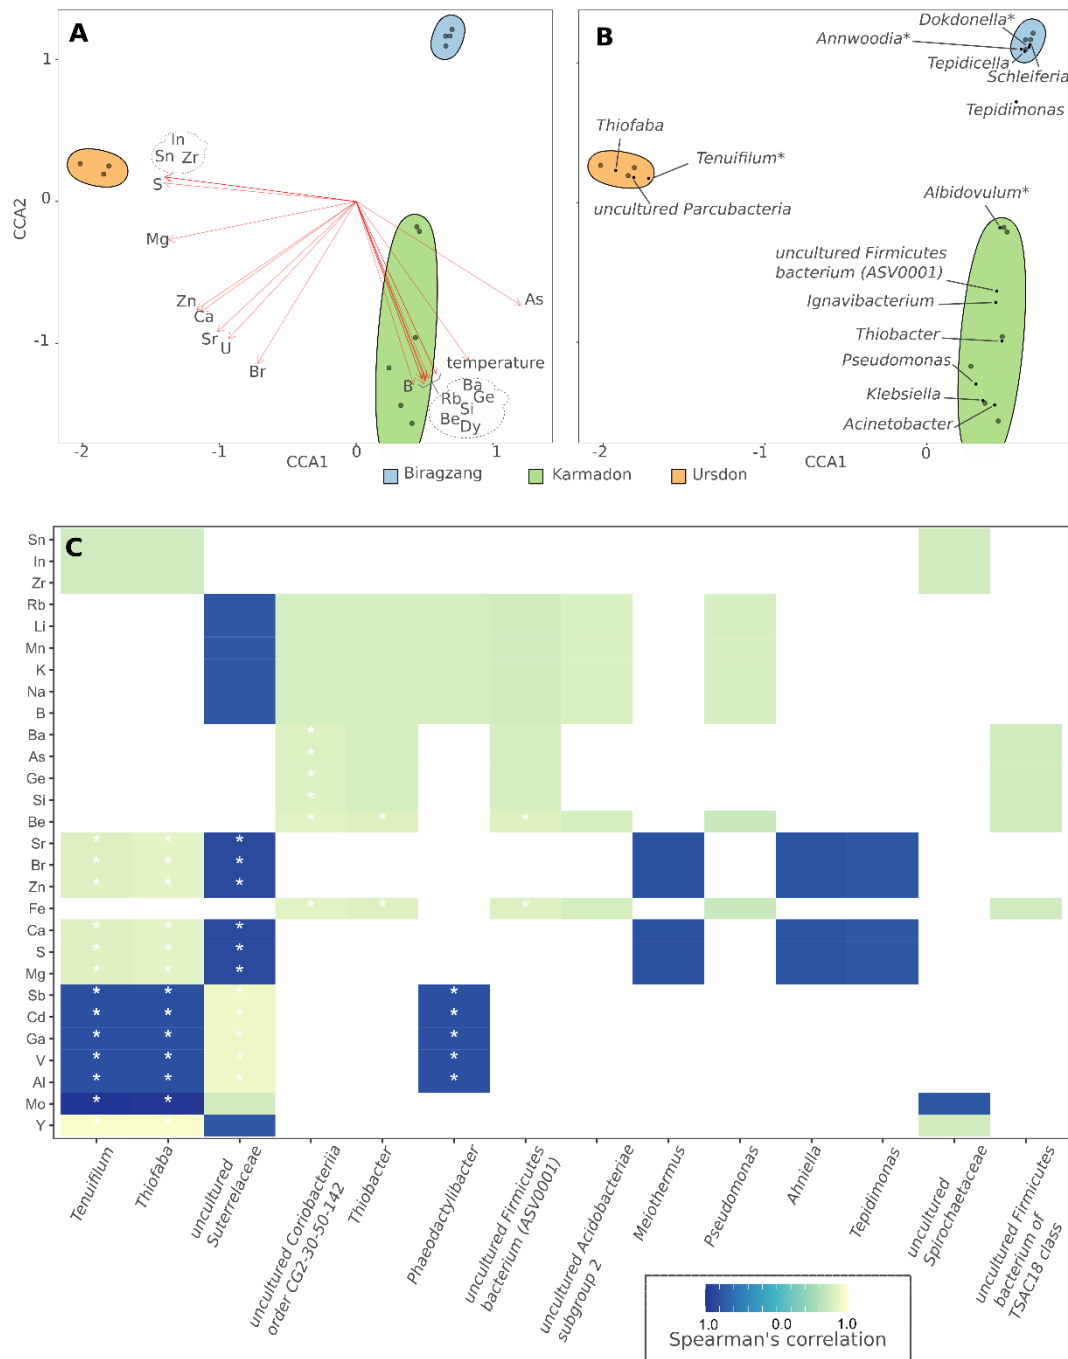 A
1
0
-1
CCA2
In
Sn Zr
S
Mg
Zn
Ca
Sr
U
Br
As
temperature
B
Ba
Rb Ge
Si
Be
Dy
-2
-1
0
1
CCA1
B
Dokdonella*
Annwoodia*
Tepidicella
Schleiferia
Tepidimonas
Thiofaba
Tenuifilum*
uncultured Parcubacteria
Albidovulum*
uncultured Firmicutes
bacterium (ASV0001)
Ignavibacterium
Thiobacter
Pseudomonas
Klebsiella
Acinetobacter
-2
-1
0
CCA1
Biragzang
Karmadon
Ursdon
C
Sn
In
Zr
Rb
Li
Mn
K
Na
B
Ba
*
As
*
Ge
*
Si
*
Be
* * *
Sr
* * *
Br
* * *
Zn
* * *
Fe
* * *
Ca
* * *
S
* * *
Mg
* * *
Sb
* * * *
Cd
* * * *
Ga
* * * *
V
* * * *
Al
* * * *
Mo
* *
Y
* *
Tenuifilum
Thiofaba
uncultured
Suterrelaceae
uncultured Coriobacteriia
order CG2-30-50-142
Thiobacter
Phaeodactylibacter
uncultured Firmicutes
bacterium (ASV0001)
uncultured Acidobacteriae
subgroup 2
Meiothermus
Pseudomonas
Ahniella
Tepidimonas
uncultured
Spirochaetaceae
uncultured Firmicutes
bacterium of
TSAC18 class
1.0 0.0 1.0
Spearman's correlation